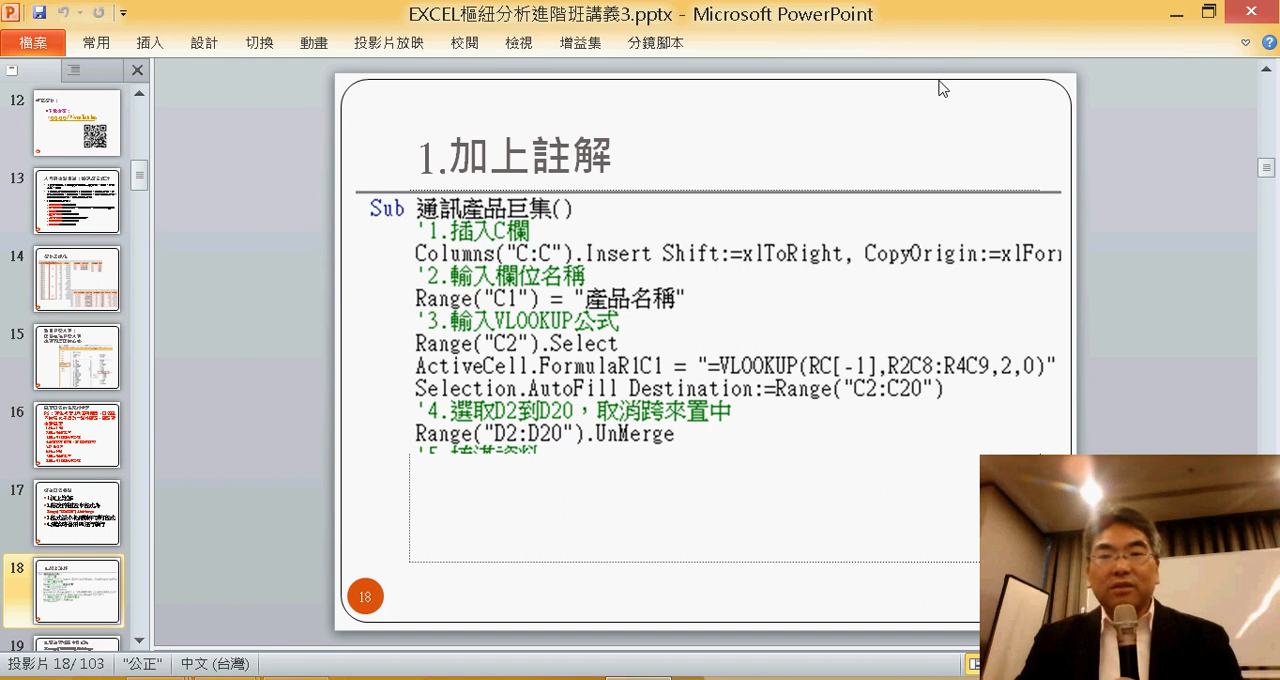 EXCEL樞紐分析進階班講義3.pptx - Microsoft PowerPoint
檔案 常用 插入 設計 切換 動畫 投影片放映 校閱 檢視 增益集 分鏡腳本
12
13
14
15
16
17
18
19
1.加上註解
Sub 通訊產品巨集()
'1.插入C欄
Columns("C:C").Insert Shift:=xlToRight, CopyOrigin:=xlFor
'2.輸入欄位名稱
Range("C1") = "產品名稱"
'3.輸入VLOOKUP公式
Range("C2").Select
ActiveCell.FormulaR1C1 = "=VLOOKUP(RC[-1],R2C8:R4C9,2,0)"
Selection.AutoFill Destination:=Range("C2:C20")
'4.選取D2到D20，取消跨來置中
Range("D2:D20").UnMerge
18
投影片 18/ 103 "公正" 中文 (台灣)